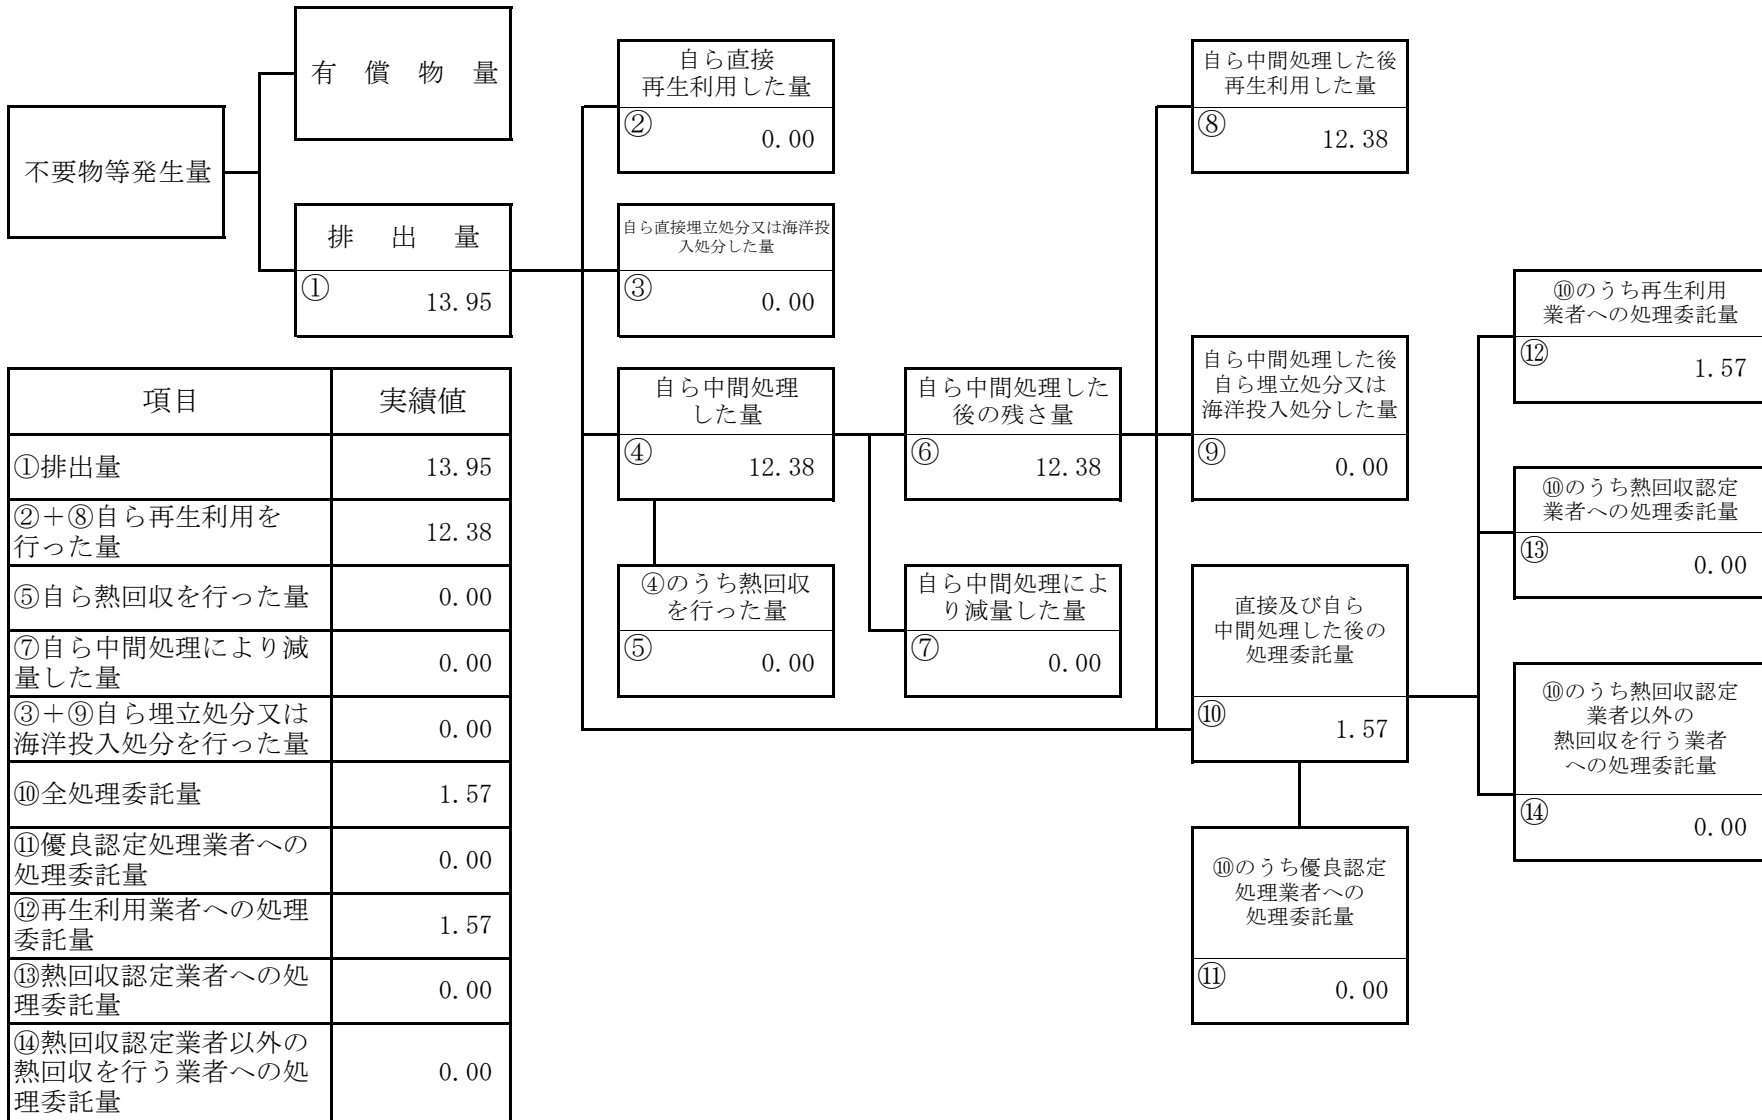 不要物等発生量
有償物量
排出量
①
13.95
自ら直接
再生利用した量
②
0.00
自ら直接埋立処分又は海洋投
入処分した量
③
0.00
自ら中間処理
した量
④
12.38
④のうち熱回収
を行った量
⑤
0.00
自ら中間処理した
後の残さ量
⑥
12.38
自ら中間処理によ
り減量した量
⑦
0.00
自ら中間処理した後
再生利用した量
⑧
12.38
自ら中間処理した後
自ら埋立処分又は
海洋投入処分した量
⑨
0.00
直接及び自ら
中間処理した後の
処理委託量
⑩
1.57
⑩のうち優良認定
処理業者への
処理委託量
⑪
0.00
⑩のうち再生利用
業者への処理委託量
⑫
1.57
⑩のうち熱回収認定
業者への処理委託量
⑬
0.00
⑩のうち熱回収認定
業者以外の
熱回収を行う業者
への処理委託量
⑭
0.00
項目 実績値
①排出量 13.95
②＋⑧自ら再生利用を
行った量 12.38
⑤自ら熱回収を行った量 0.00
⑦自ら中間処理により減
量した量 0.00
③＋⑨自ら埋立処分又は
海洋投入処分を行った量 0.00
⑩全処理委託量 1.57
⑪優良認定処理業者への
処理委託量 0.00
⑫再生利用業者への処理
委託量 1.57
⑬熱回収認定業者への処
理委託量 0.00
⑭熱回収認定業者以外の
熱回収を行う業者への処
理委託量 0.00